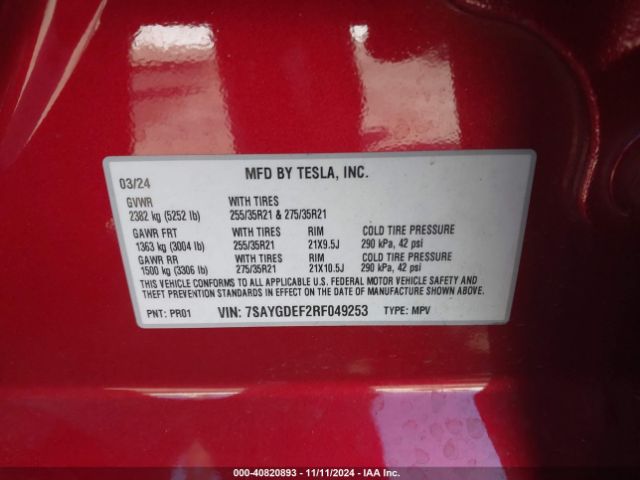 MFD BY TESLA, INC.
03/24
GVWR WITH TIRES
2382 kg (5252 lb) 255/35R21 & 275/35R21
GAWR FRT WITH TIRES RIM COLD TIRE PRESSURE
1363 kg (3004 lb) 255/35R21 21X9.5J 290 kPa, 42 psi
GAWR RR WITH TIRES RIM COLD TIRE PRESSURE
1500 kg (3306 lb) 275/35R21 21X10.5J 290 kPa, 42 psi
THIS VEHICLE CONFORMS TO ALL APPLICABLE U.S. FEDERAL MOTOR VEHICLE SAFETY AND
THEFT PREVENTION STANDARDS IN EFFECT ON THE DATE OF MANUFACTURE SHOWN ABOVE.
PNT: PR01 VIN: 7SAYGDEF2RF049253 TYPE: MPV
000-40820893 - 11/11/2024 - IAA Inc.